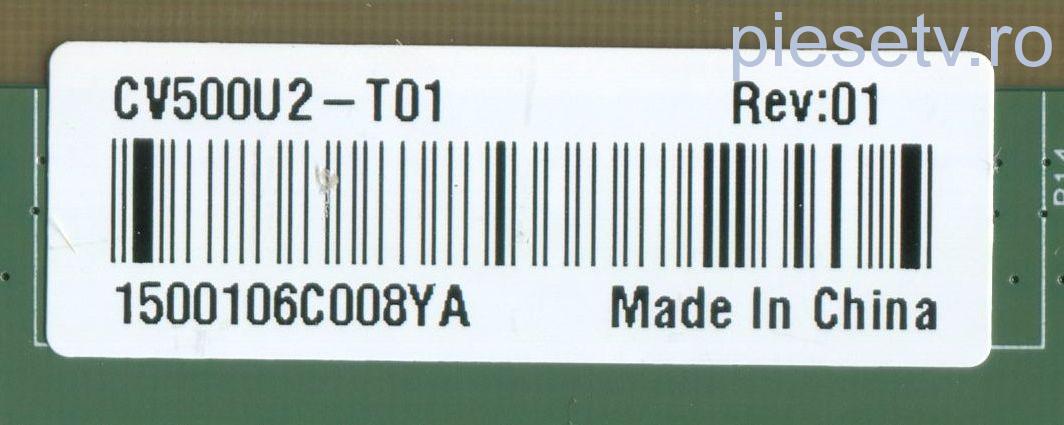 piesetv.ro
CV500U2-T01 Rev:01
1500106C008YA Made In China